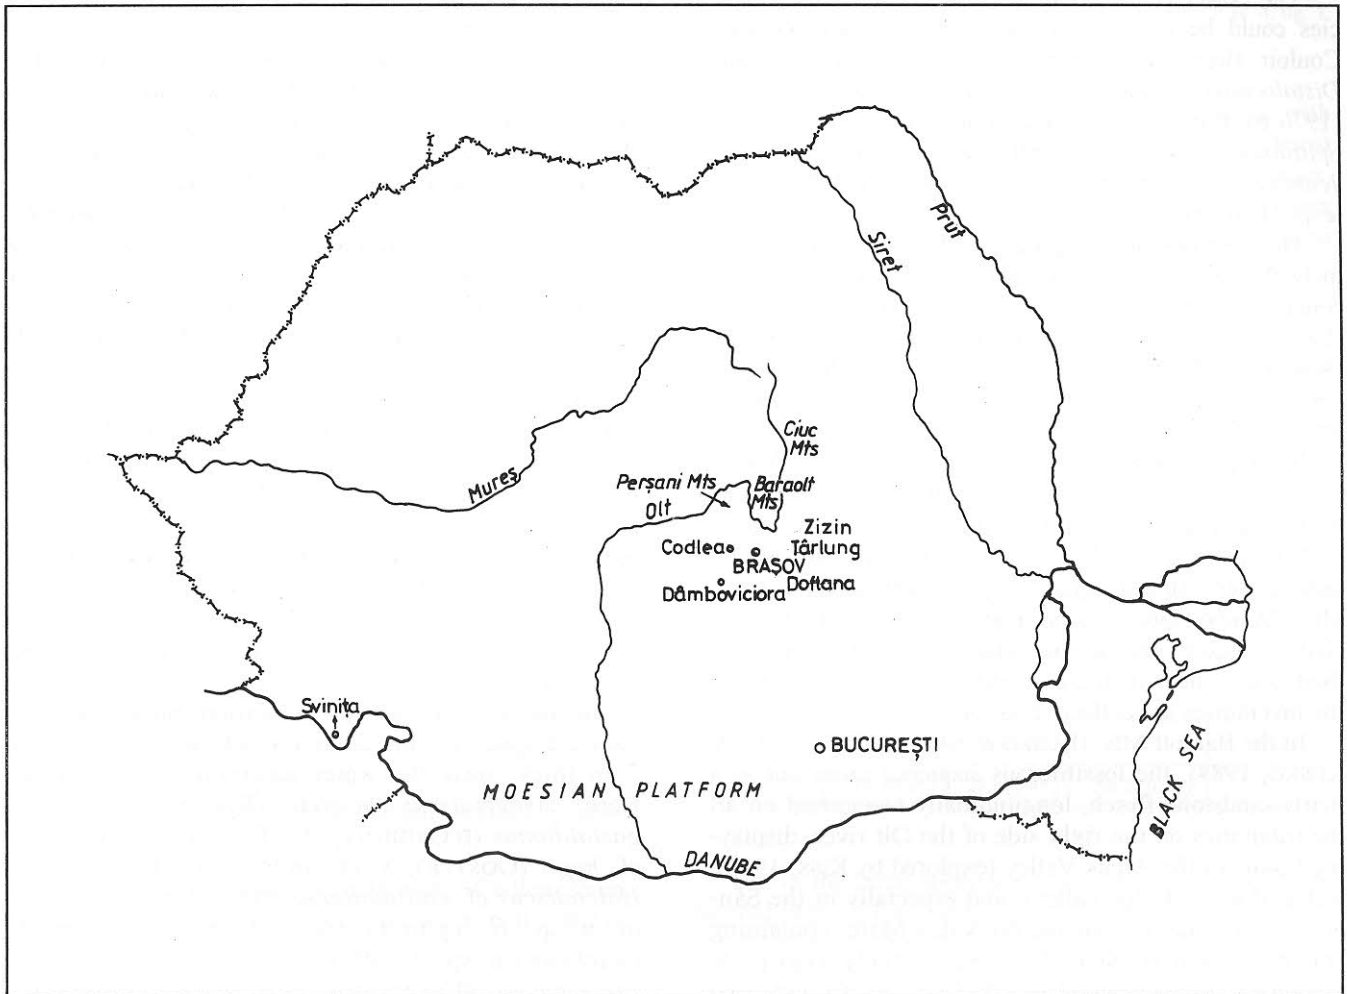 Prut
Siret
Ciuc
Mts
Mureş
Perşani Mts
Baraolt
Mts
Olt
Zizin
Codlea
Târlung
BRAŞOV
Doftana
Dâmboviciora
Sviniţa
BUCUREŞTI
MOESIAN PLATFORM
BLACK SEA
DANUBE